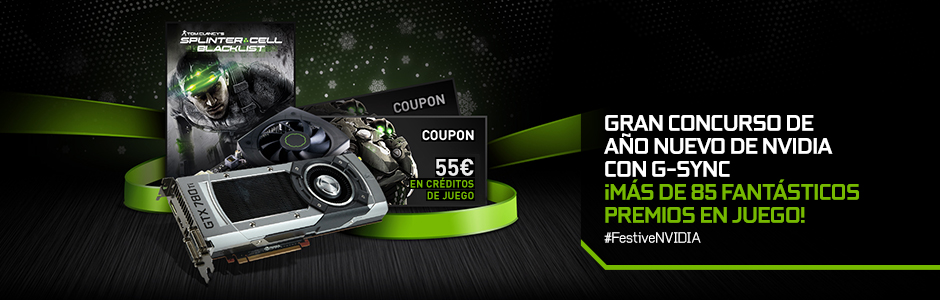 TOM CLANCY'S
SPLINTER CELL
BLACKLIST
COUPON
COUPON
55€
EN CRÉDITOS
DE JUEGO
GTX 780 Ti
GRAN CONCURSO DE
AÑO NUEVO DE NVIDIA
CON G-SYNC
¡MÁS DE 85 FANTÁSTICOS
PREMIOS EN JUEGO!
#FestiveNVIDIA